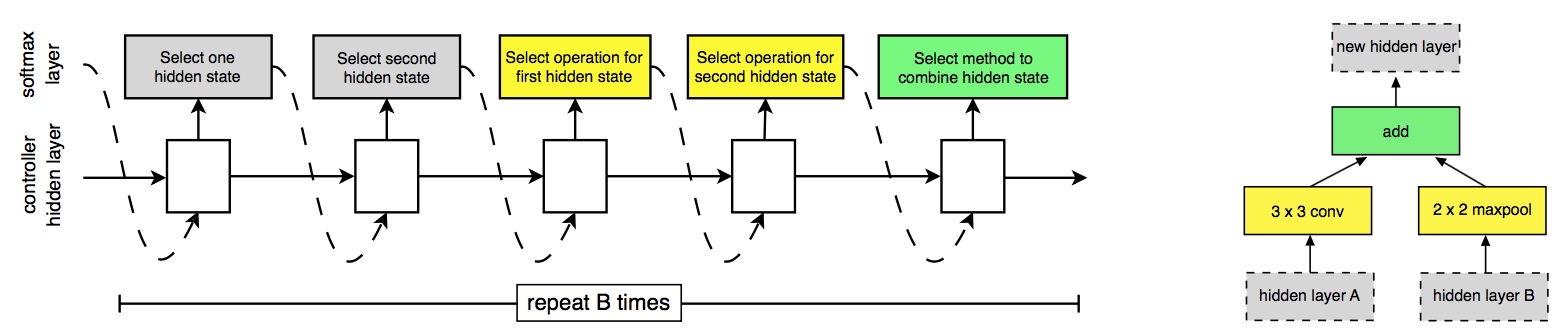 softmax
layer
Select one
hidden state
Select second
hidden state
Select operation for
first hidden state
Select operation for
second hidden state
Select method to
combine hidden state
controller
hidden layer
repeat B times
new hidden layer
add
3 x 3 conv
2 x 2 maxpool
hidden layer A
hidden layer B